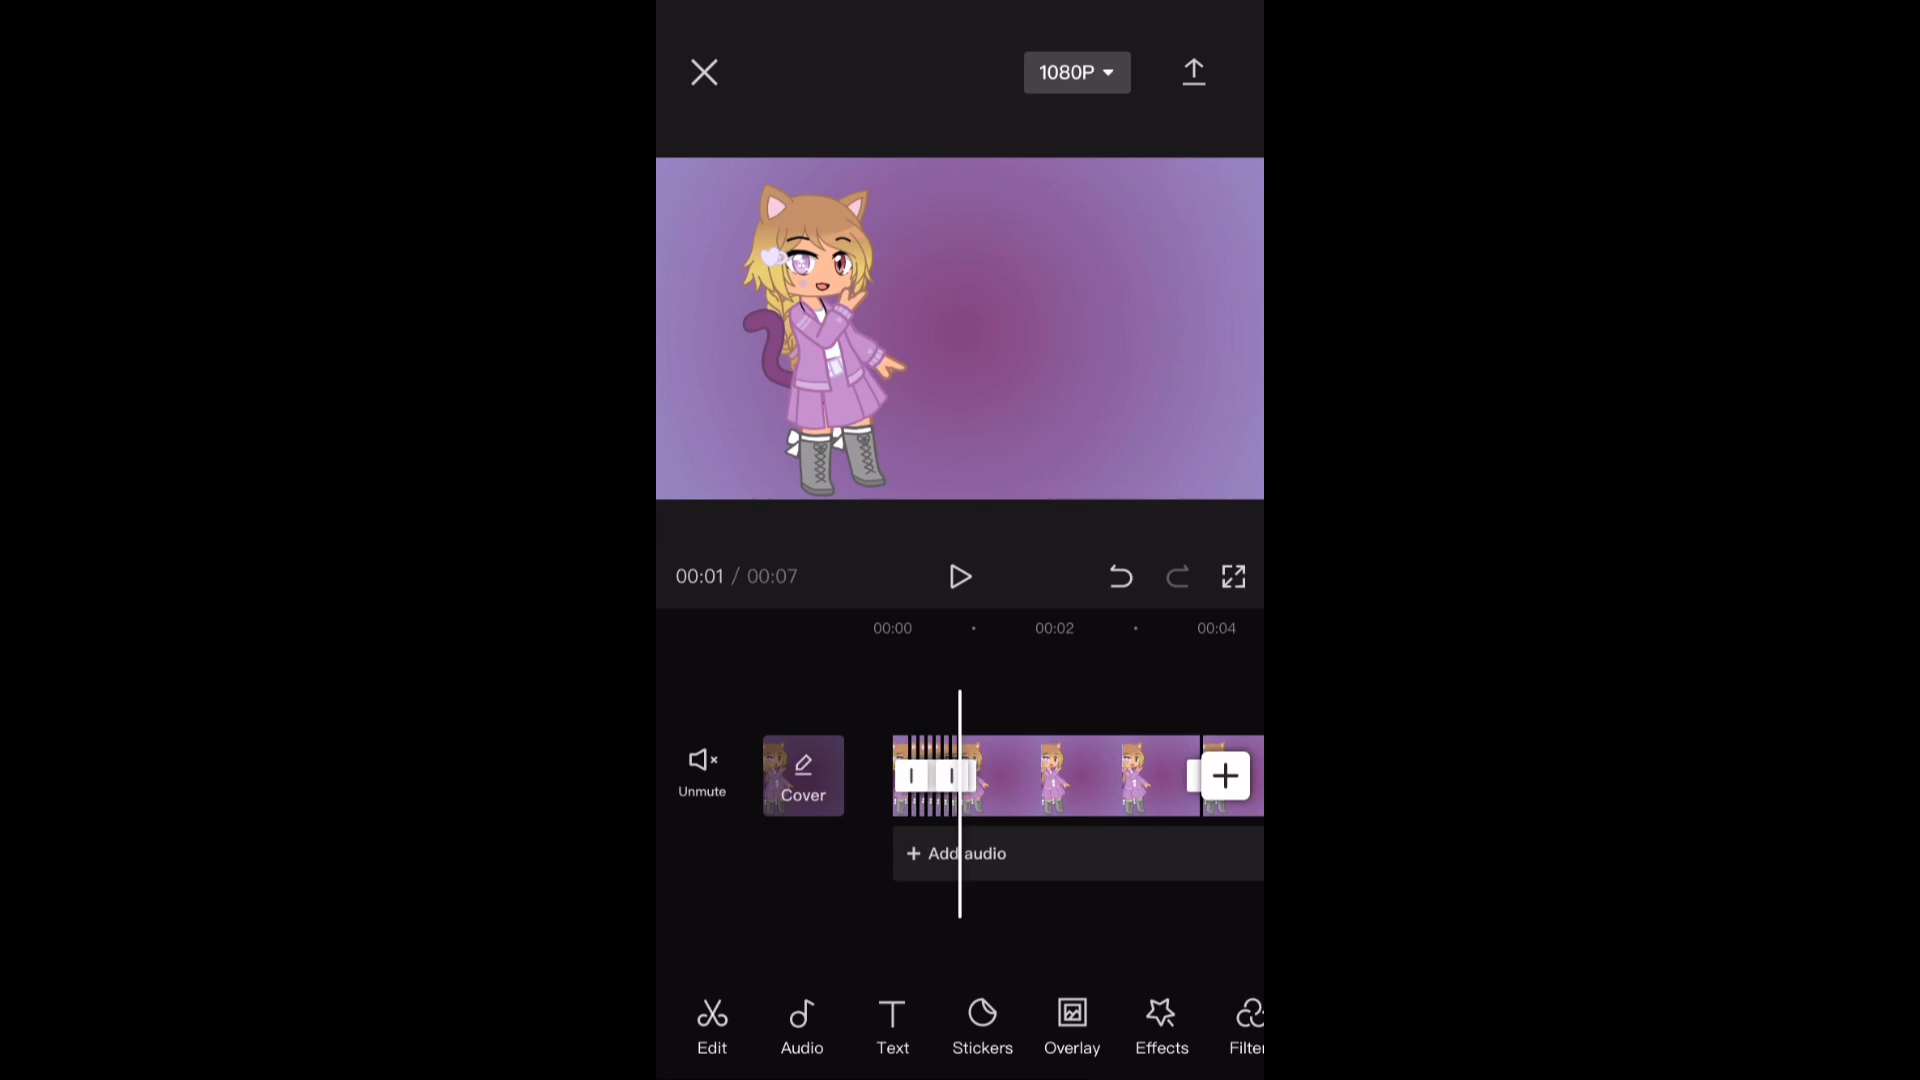 1080P
00:01 / 00:07
00:00 00:02 00:04
Unmute
Cover
+ Add audio
Edit Audio Text Stickers Overlay Effects Filter